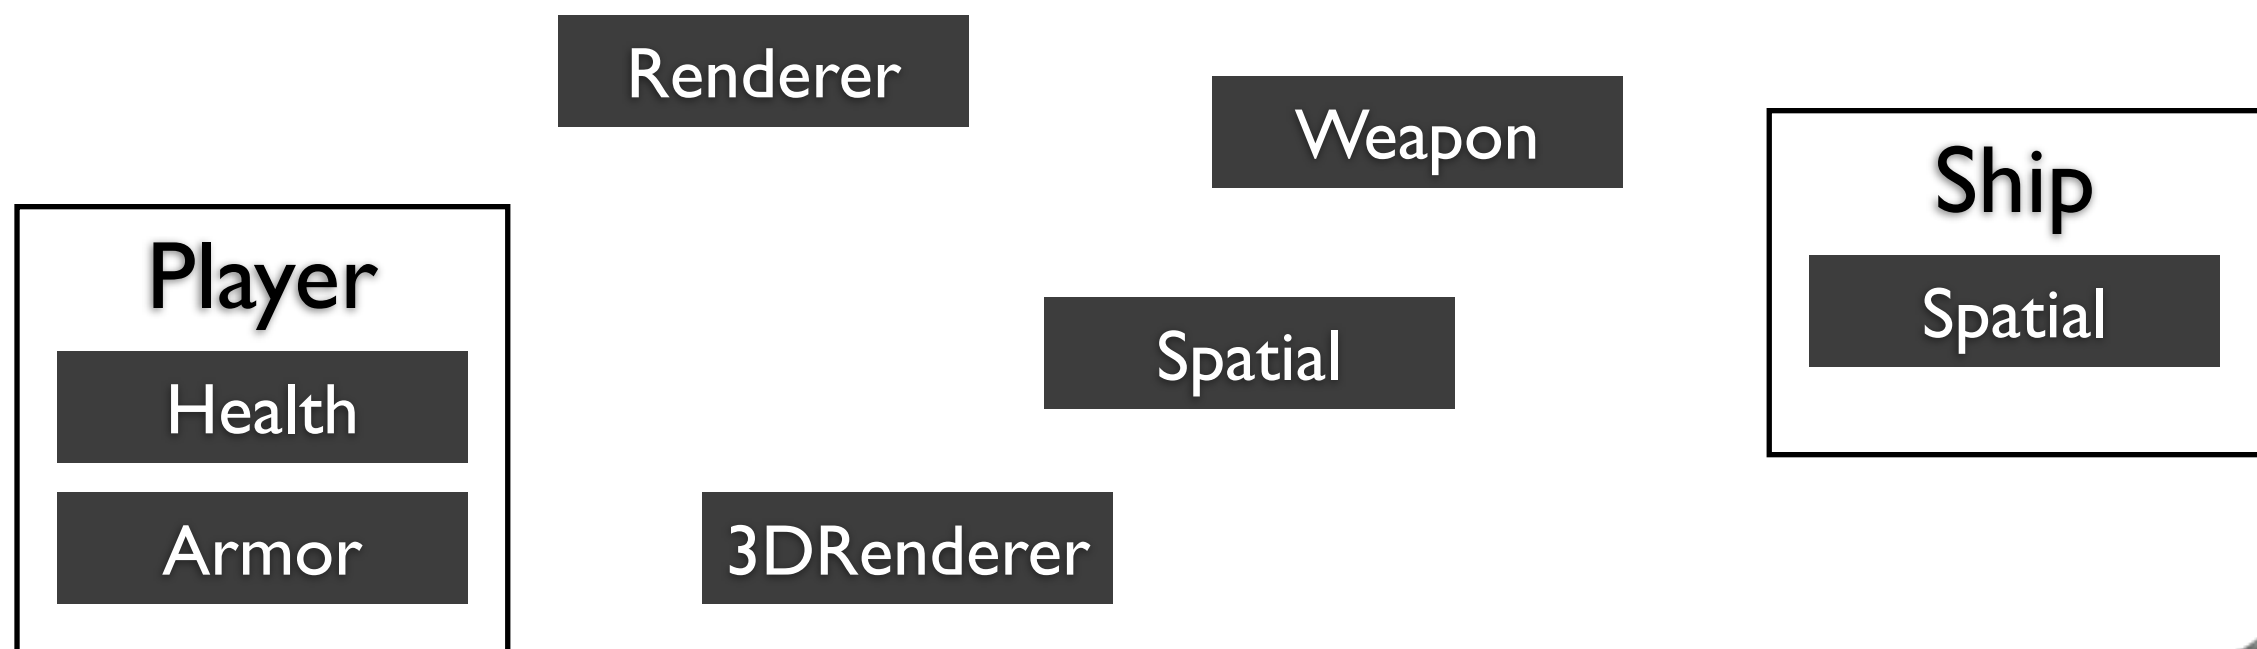 Renderer
Weapon
Ship
Spatial
Player
Health
Armor
Spatial
3DRenderer